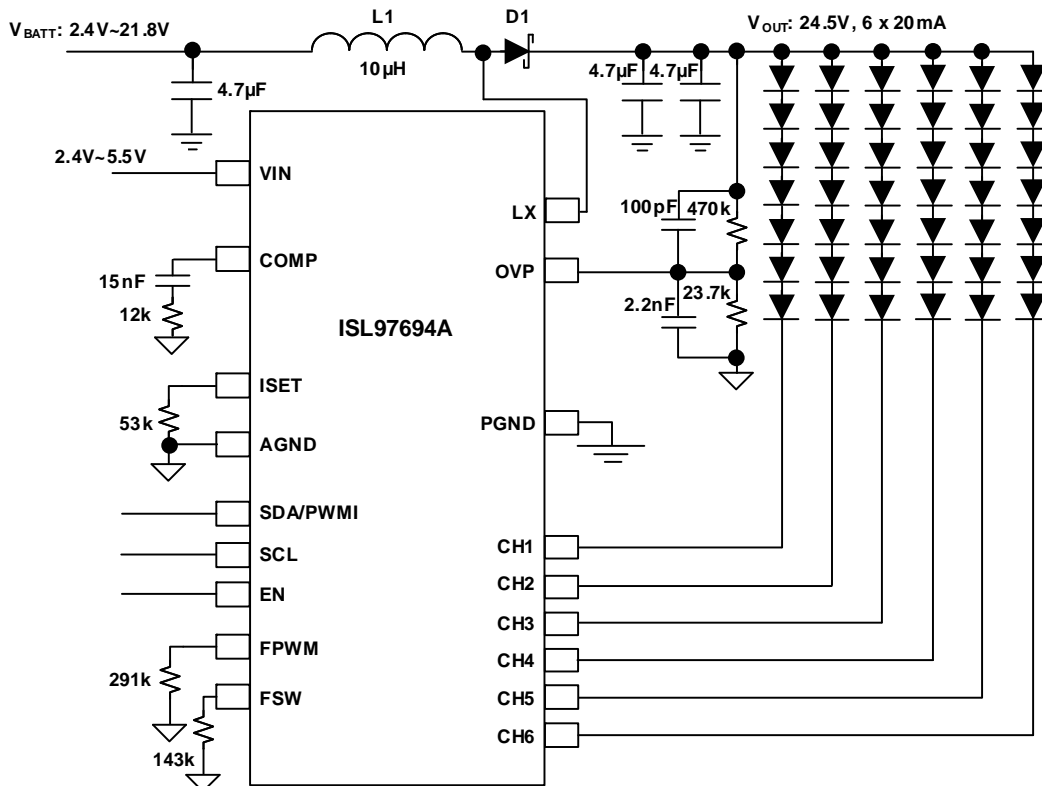 L1
D1
VBATT: 2.4V~21.8V
VOUT: 24.5V, 6 x 20mA
10µH
4.7µF
4.7µF 4.7µF
2.4V~5.5V
VIN
LX
100pF 470k
COMP
OVP
15nF
12k
2.2nF 23.7k
ISL97694A
ISET
53k
PGND
AGND
SDA/PWMI
SCL
EN
CH1
CH2
CH3
FPWM
CH4
291k
FSW
CH5
CH6
143k